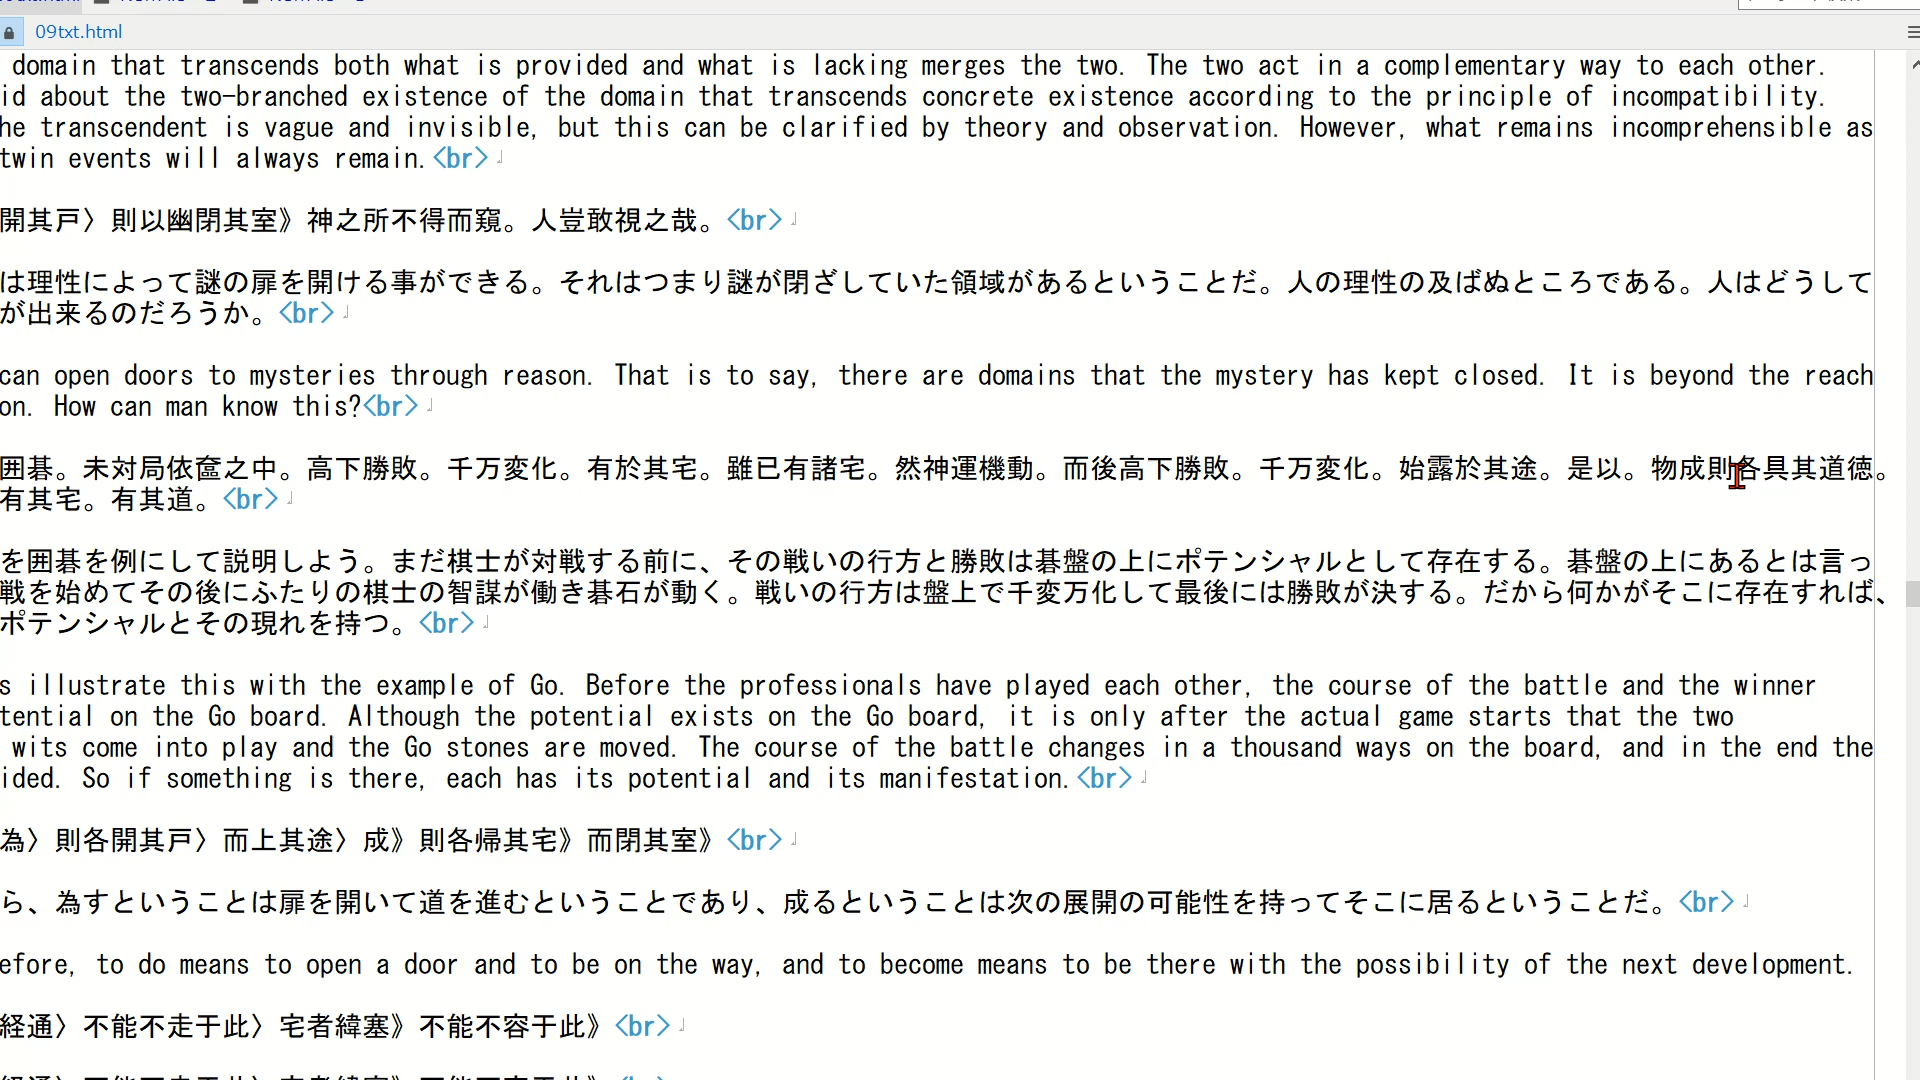 09txt.html
domain that transcends both what is provided and what is lacking merges the two. The two act in a complementary way to each other.
id about the two-branched existence of the domain that transcends concrete existence according to the principle of incompatibility.
he transcendent is vague and invisible, but this can be clarified by theory and observation. However, what remains incomprehensible as
twin events will always remain.<br>
開其戸〉則以幽閉其室》神之所不得而窺。人豈敢視之哉。<br>
は理性によって謎の扉を開ける事ができる。それはつまり謎が閉ざしていた領域があるということだ。人の理性の及ばぬところである。人はどうして
が出来るのだろうか。<br>
can open doors to mysteries through reason. That is to say, there are domains that the mystery has kept closed. It is beyond the reach
on. How can man know this?<br>
囲碁。未対局依奩之中。高下勝敗。千万変化。有於其宅。雖已有諸宅。然神運機動。而後高下勝敗。千万変化。始露於其途。是以。物成則各具其道徳。
有其宅。有其道。<br>
を囲碁を例にして説明しよう。まだ棋士が対戦する前に、その戦いの行方と勝敗は碁盤の上にポテンシャルとして存在する。碁盤の上にあるとは言っ
戦を始めてその後にふたりの棋士の智謀が働き碁石が動く。戦いの行方は盤上で千変万化して最後には勝敗が決する。だから何かがそこに存在すれば、
ポテンシャルとその現れを持つ。<br>
s illustrate this with the example of Go. Before the professionals have played each other, the course of the battle and the winner
tential on the Go board. Although the potential exists on the Go board, it is only after the actual game starts that the two
wits come into play and the Go stones are moved. The course of the battle changes in a thousand ways on the board, and in the end the
ided. So if something is there, each has its potential and its manifestation.<br>
為〉則各開其戸〉而上其途〉成》則各帰其宅》而閉其室》<br>
ら、為すということは扉を開いて道を進むということであり、成るということは次の展開の可能性を持ってそこに居るということだ。<br>
efore, to do means to open a door and to be on the way, and to become means to be there with the possibility of the next development.
経通〉不能不走于此〉宅者緯塞》不能不容于此》<br>